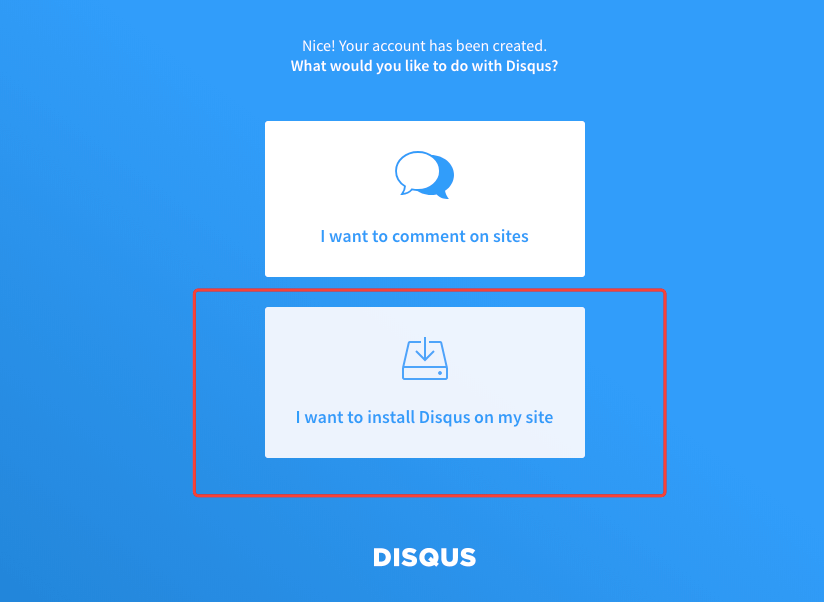 Nice! Your account has been created.
What would you like to do with Disqus?
I want to comment on sites
I want to install Disqus on my site
DISQUS